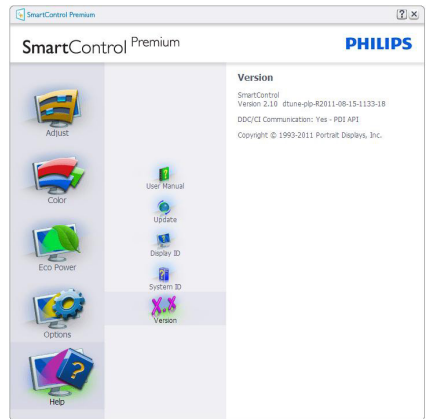 SmartControl Premium
SmartControl Premium
PHILIPS
Adjust
Color
Eco Power
Options
Help
User Manual
Update
Display ID
System ID
X.X
Version
Version
SmartControl
Version 2.10 dtune-plp-R2011-08-15-1133-18
DDC/CI Communication: Yes - PDI API
Copyright © 1993-2011 Portrait Displays, Inc.